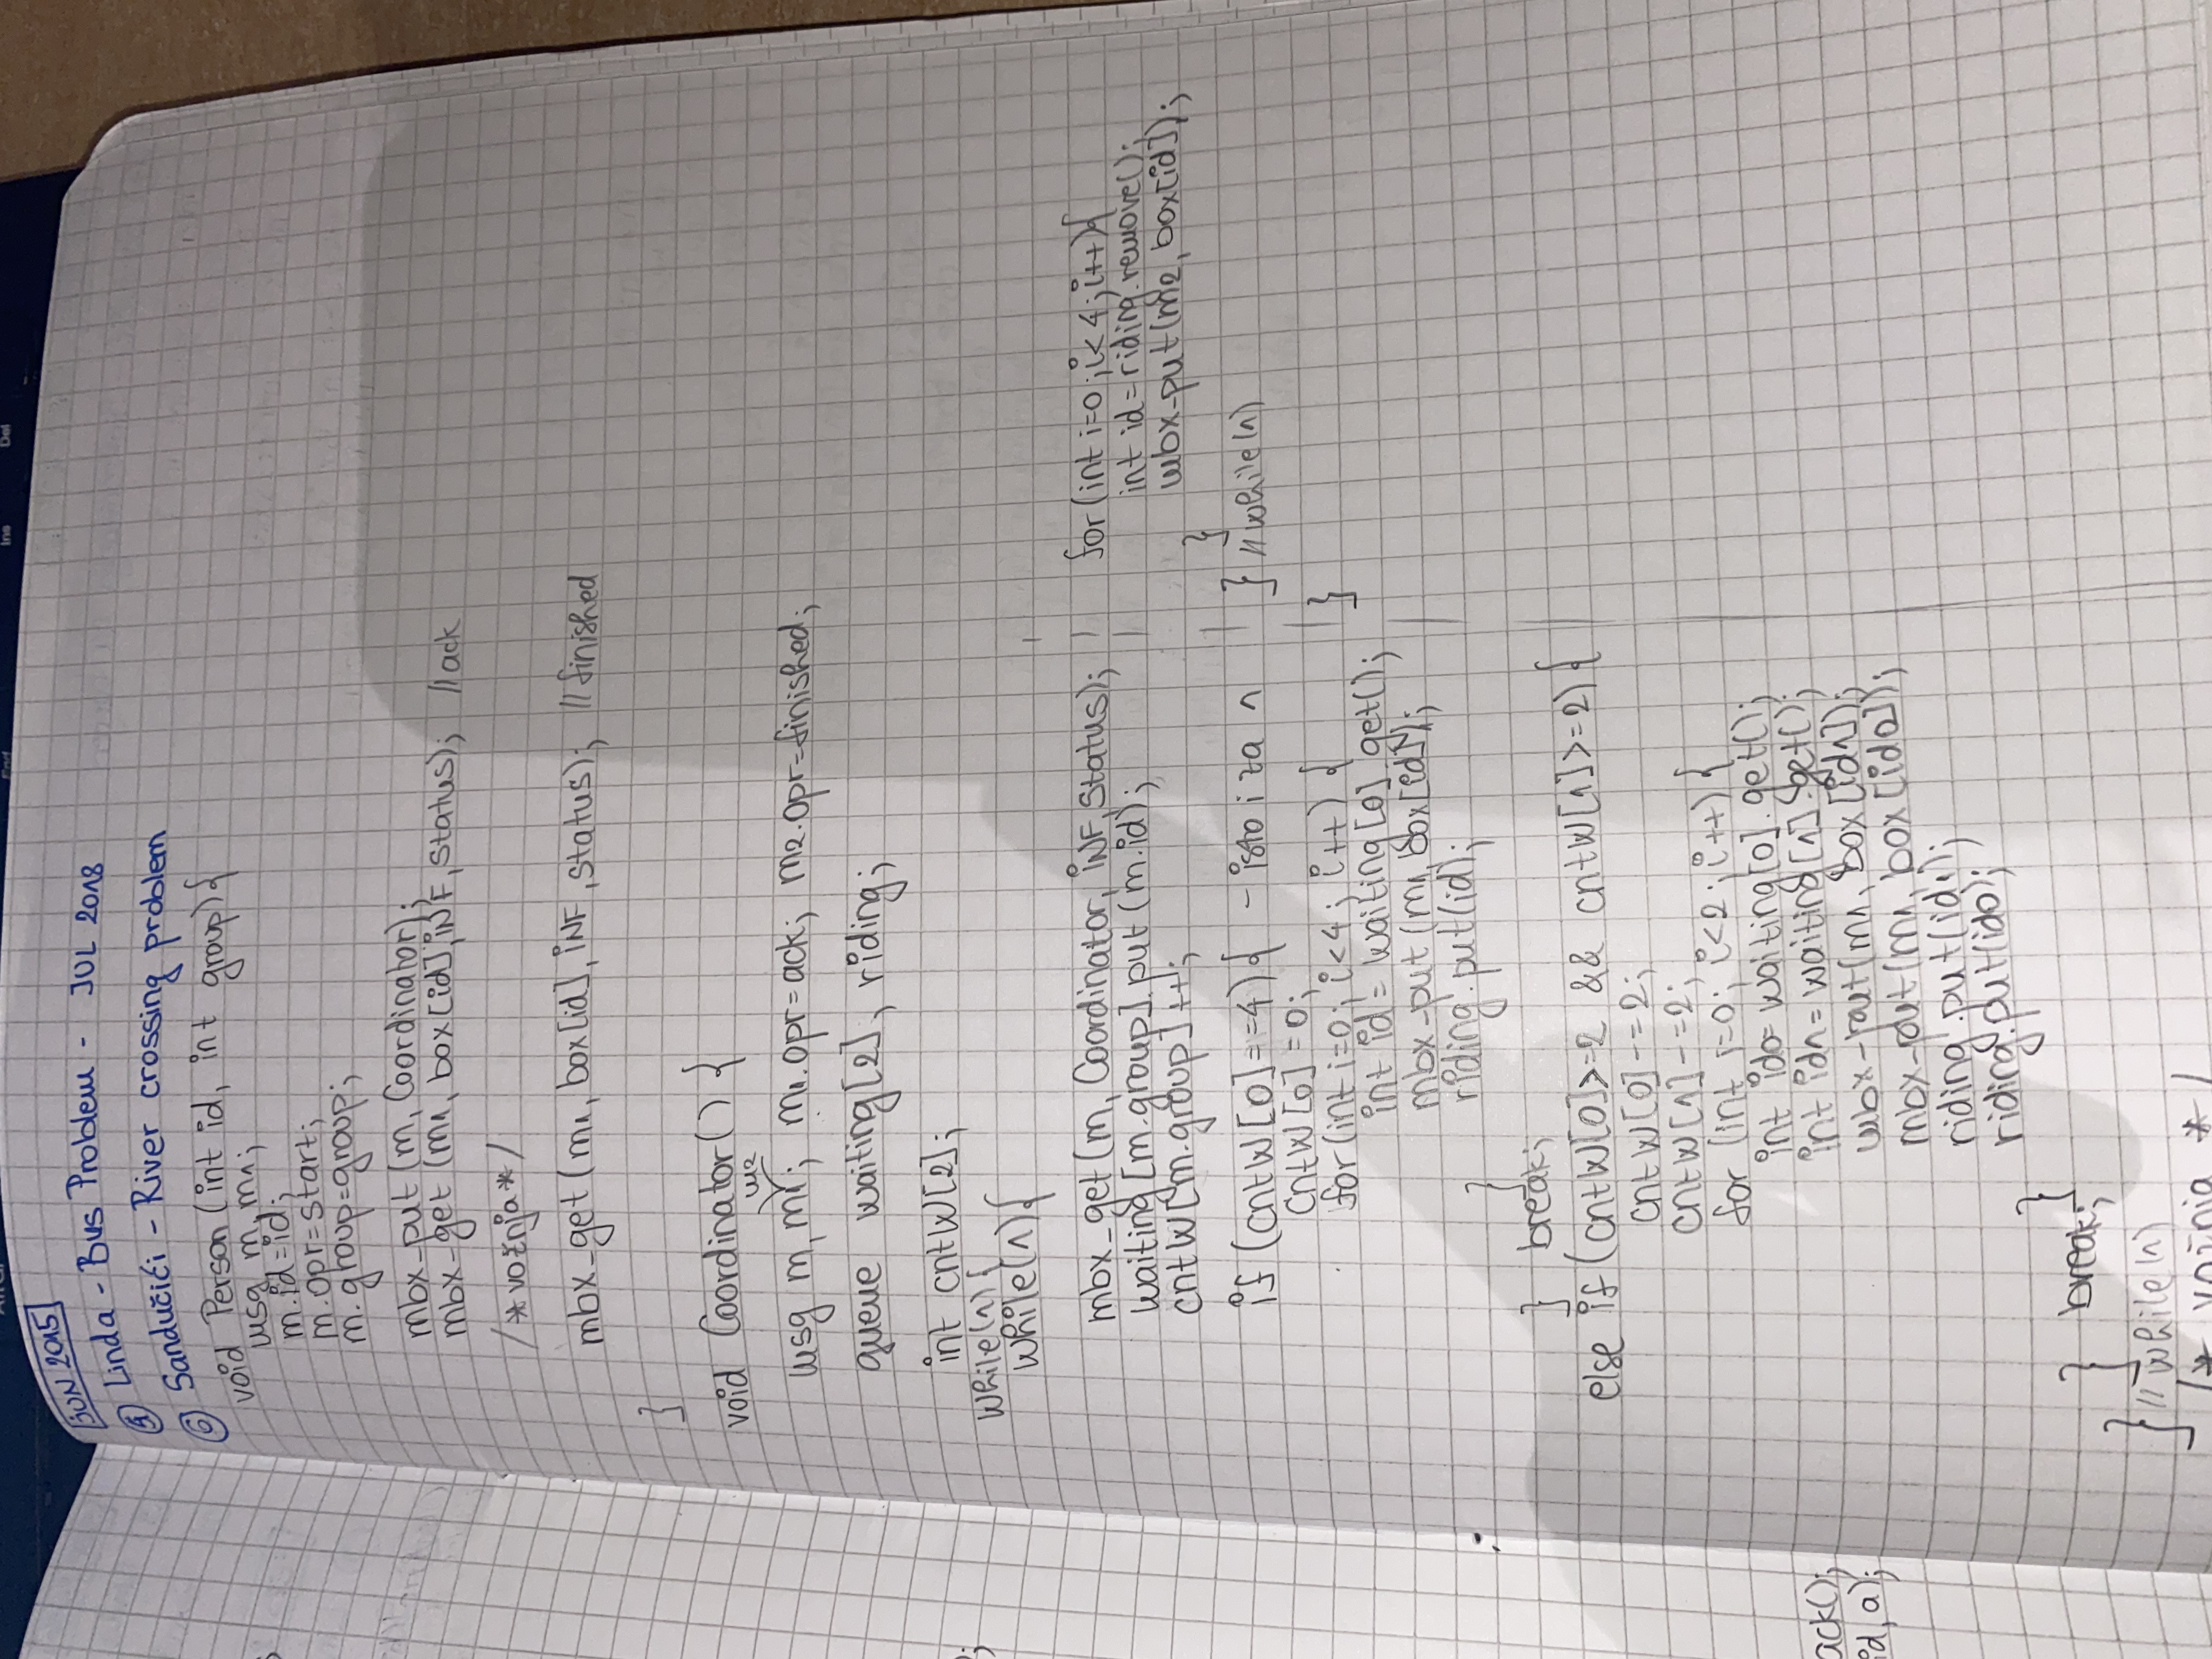 End
Ins
Del
JUN 2015
④ Linda - Bus Problem - JUL 2018
⑥ Sandučići - River crossing problem
void Person (int id, int group){
msg m, m1;
m.id=id;
m.opr=start;
m.group=group;
mbx_put (m, Coordinator);
mbx_get (m1, box[id], iNF, status); //ack
/*vožnja*/
mbx_get (m1, box[id], iNF, status); //finished
}
void Coordinator() {
msg m, m1, m2; m1.opr=ack; m2.opr=finished;
queue waiting[2], riding;
int cntW[2];
while(1){
while(1){
mbx_get(m, Coordinator, iNF, status);
waiting[m.group].put(m.id);
cntW[m.group]++;
if (cntW[0]==4){ - isto i za 1
cntW[0]=0;
for(int i=0; i<4; i++) {
int id = waiting[0].get();
mbx_put (m1, box[id]);
riding.put(id);
}
} break;
else if (cntW[0]>=2 && cntW[1]>=2){
cntW[0]-=2;
cntW[1]-=2;
for (int i=0; i<2; i++) {
int id0= waiting[0].get();
int id1= waiting[1].get();
mbx_put(m1, box[id1]);
mbx_put(m1, box[id0]);
riding.put(id1);
riding.put(id0);
}
} break;
} //while(1)
/* vožnja */
for(int i=0; i<4; i++){
int id=riding.remove();
mbx_put(m2, box[id]);
}
} //while(1)
}
ack();
id, a);